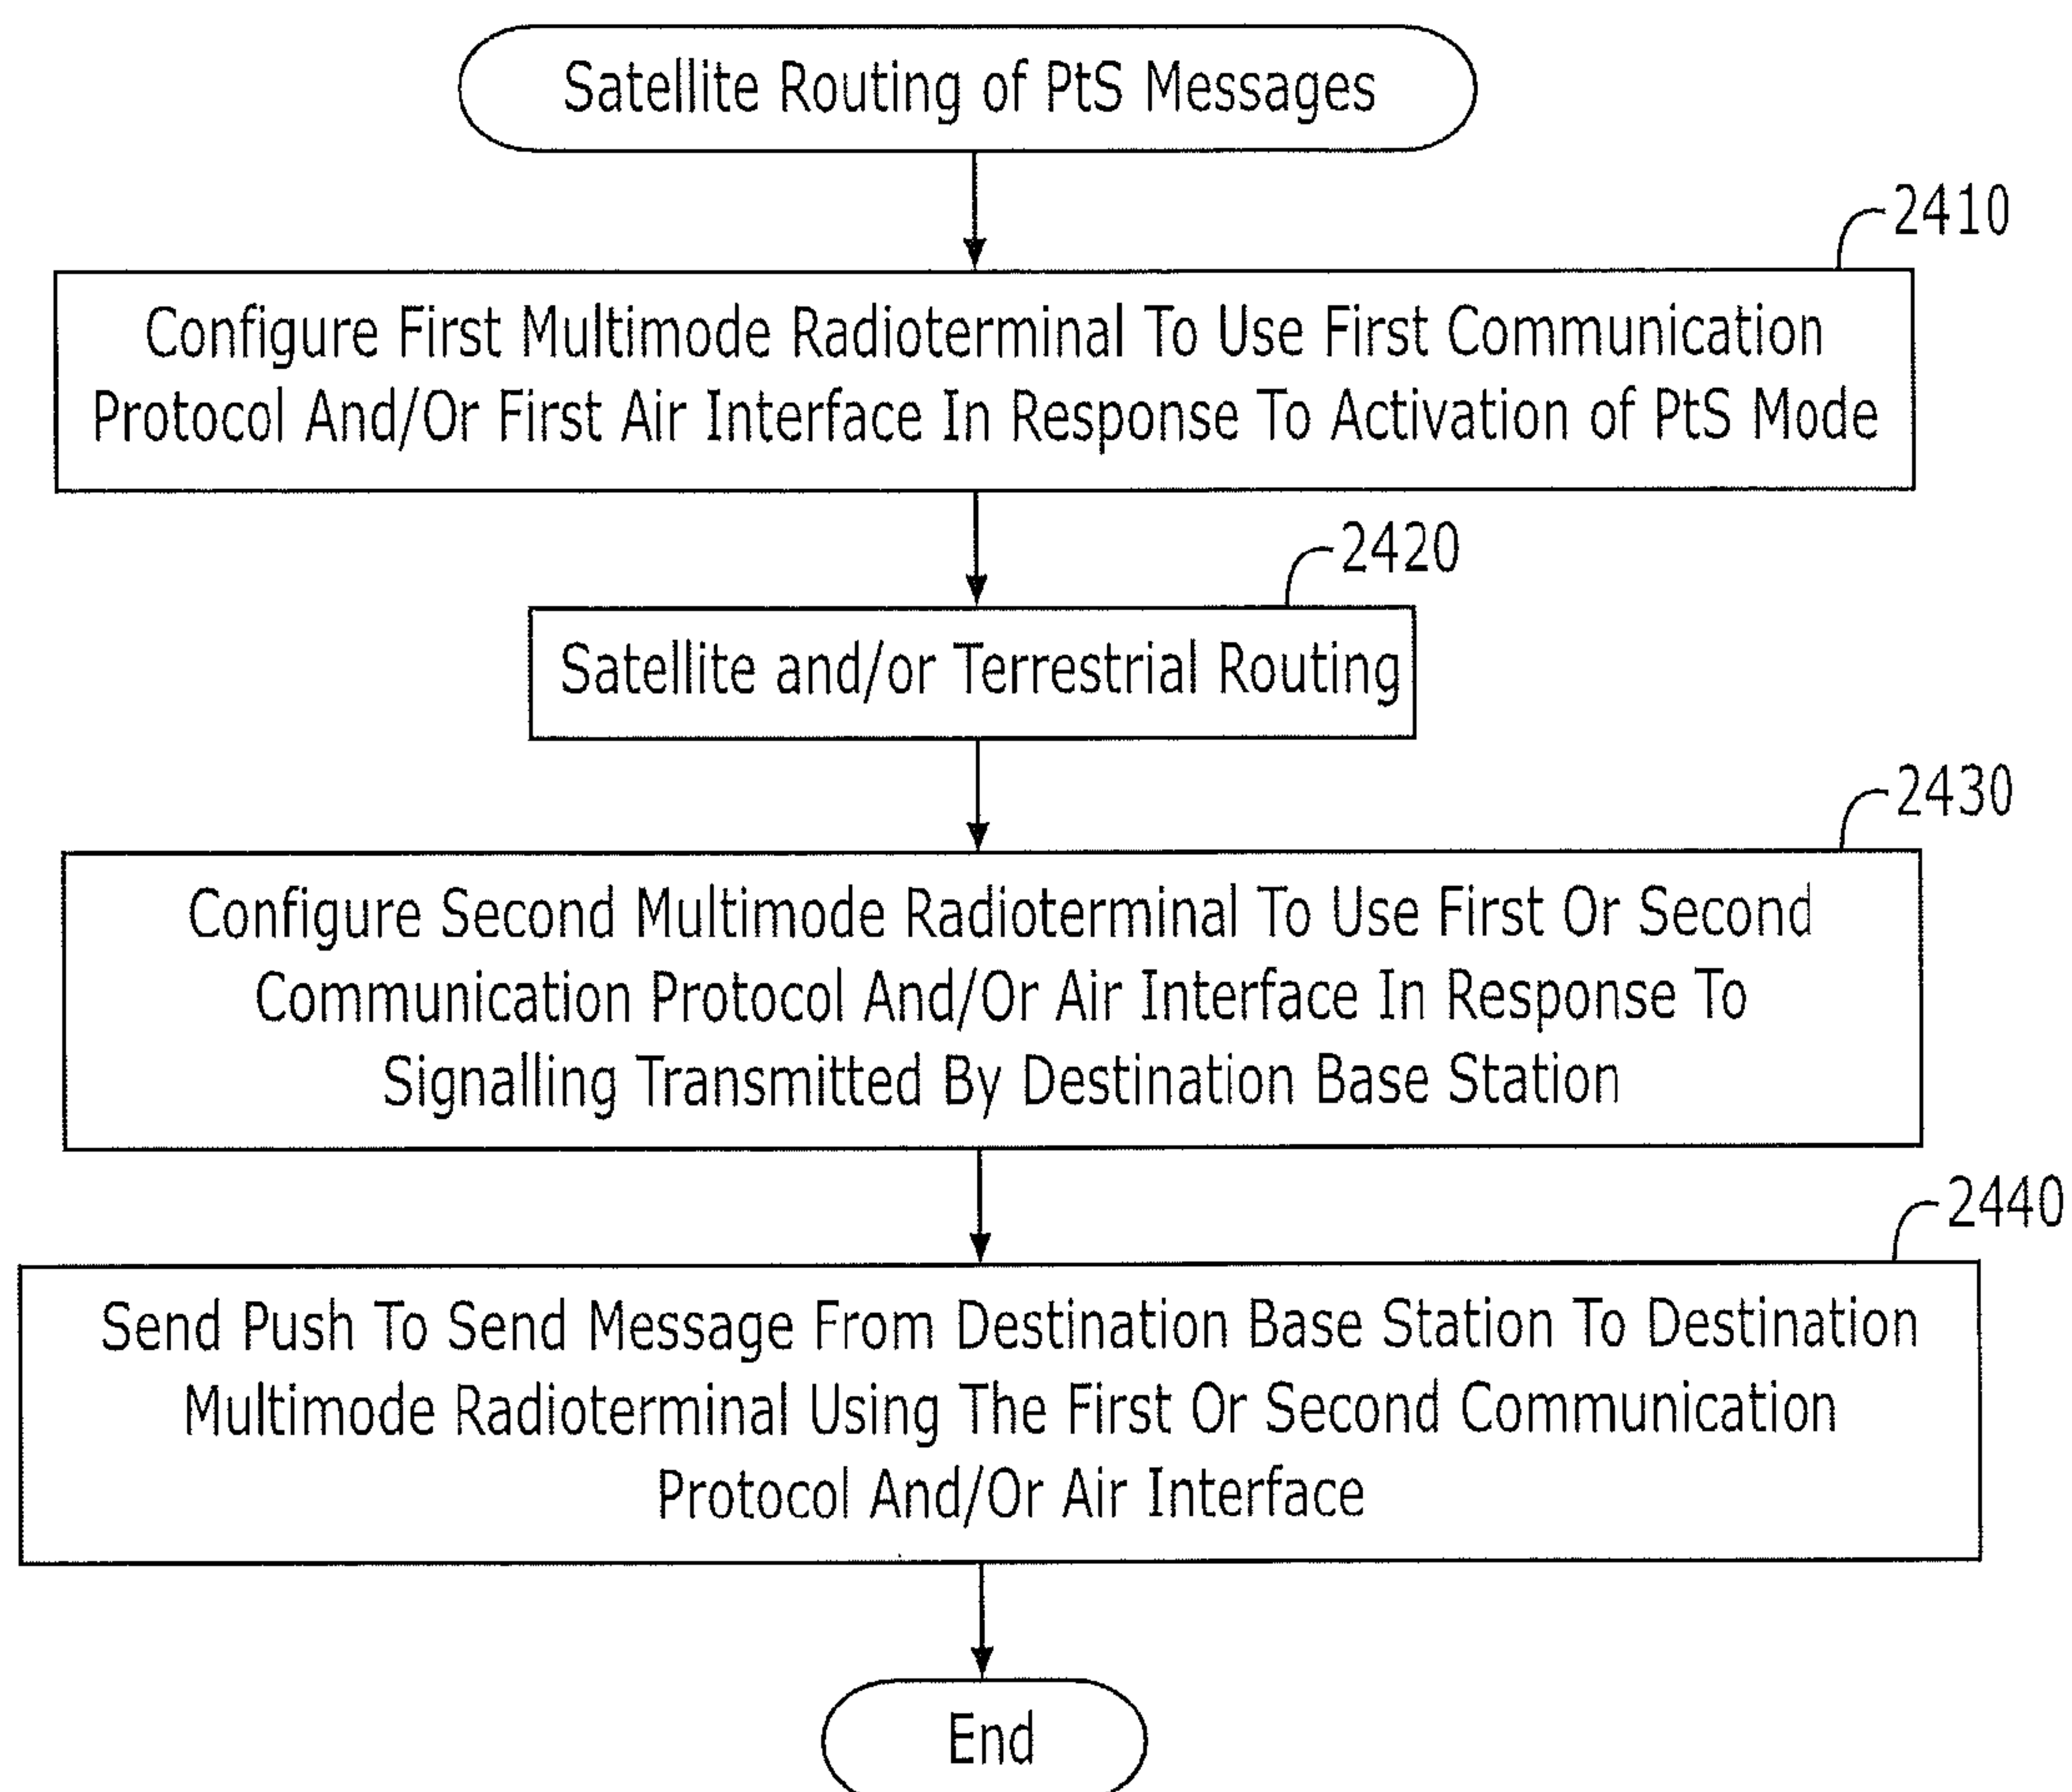 Satellite Routing of PtS Messages
2410
Configure First Multimode Radioterminal To Use First Communication
Protocol And/Or First Air Interface In Response To Activation of PtS Mode
2420
Satellite and/or Terrestrial Routing
2430
Configure Second Multimode Radioterminal To Use First Or Second
Communication Protocol And/Or Air Interface In Response To
Signalling Transmitted By Destination Base Station
2440
Send Push To Send Message From Destination Base Station To Destination
Multimode Radioterminal Using The First Or Second Communication
Protocol And/Or Air Interface
End